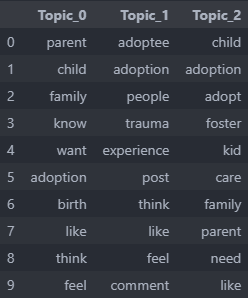 Topic_0 Topic_1 Topic_2
0 parent adoptee child
1 child adoption adoption
2 family people adopt
3 know trauma foster
4 want experience kid
5 adoption post care
6 birth think family
7 like like parent
8 think feel need
9 feel comment like